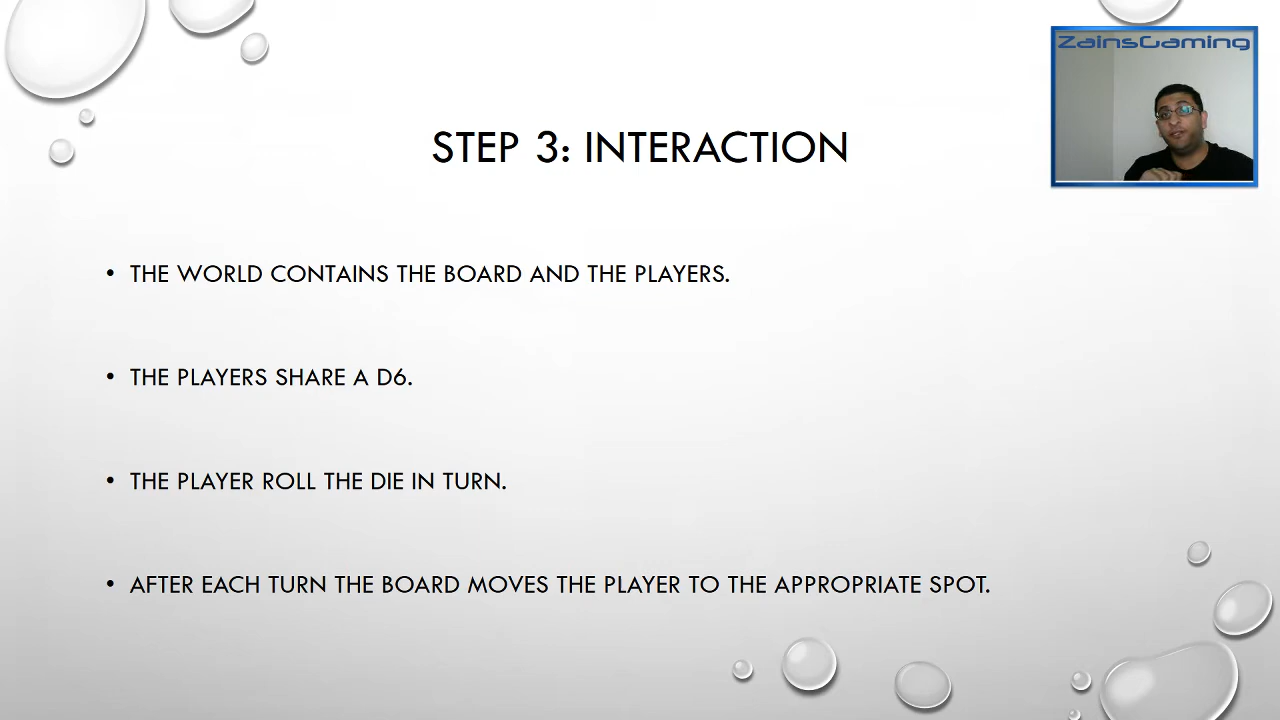 ZainsGaming
STEP 3: INTERACTION
• THE WORLD CONTAINS THE BOARD AND THE PLAYERS.
• THE PLAYERS SHARE A D6.
• THE PLAYER ROLL THE DIE IN TURN.
• AFTER EACH TURN THE BOARD MOVES THE PLAYER TO THE APPROPRIATE SPOT.